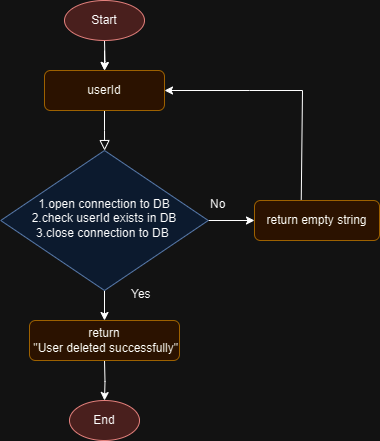 Start
userId
1.open connection to DB
2.check userId exists in DB
3.close connection to DB
No
return empty string
Yes
return
"User deleted successfully"
End